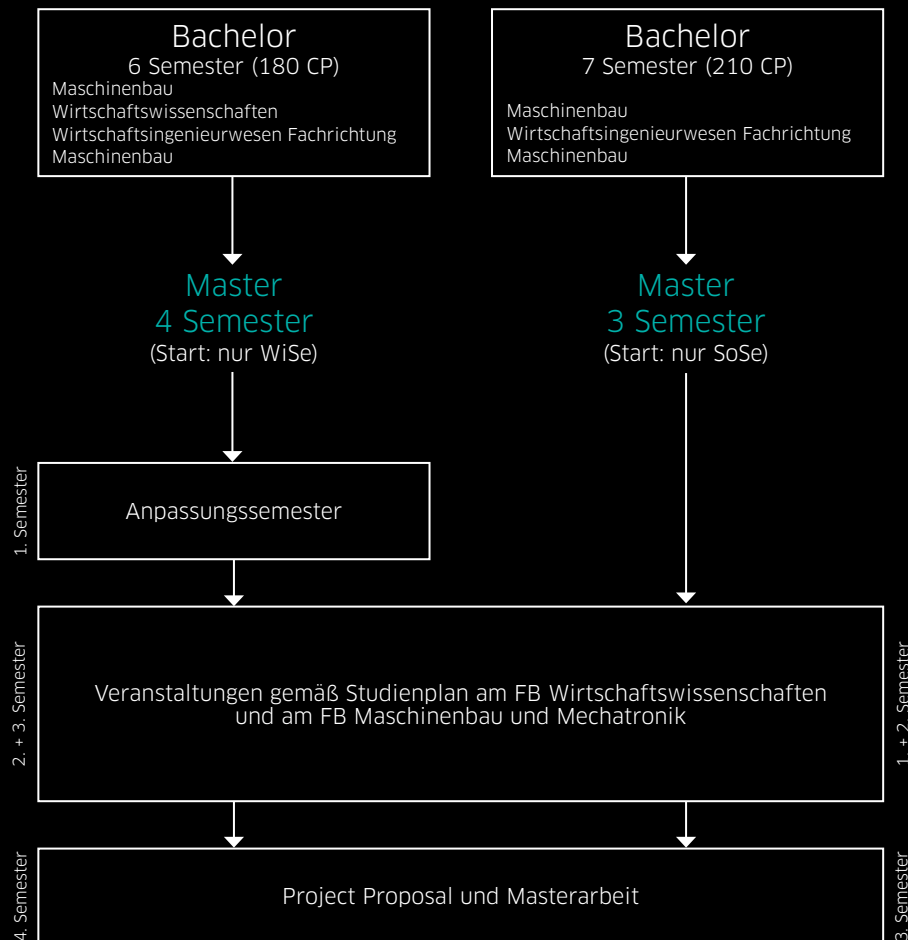 Bachelor
6 Semester (180 CP)
Maschinenbau
Wirtschaftswissenschaften
Wirtschaftsingenieurwesen Fachrichtung
Maschinenbau
Bachelor
7 Semester (210 CP)
Maschinenbau
Wirtschaftsingenieurwesen Fachrichtung
Maschinenbau
Master
4 Semester
(Start: nur WiSe)
Master
3 Semester
(Start: nur SoSe)
1. Semester
Anpassungssemester
2. + 3. Semester
Veranstaltungen gemäß Studienplan am FB Wirtschaftswissenschaften
und am FB Maschinenbau und Mechatronik
1. + 2. Semester
4. Semester
Project Proposal und Masterarbeit
3. Semester